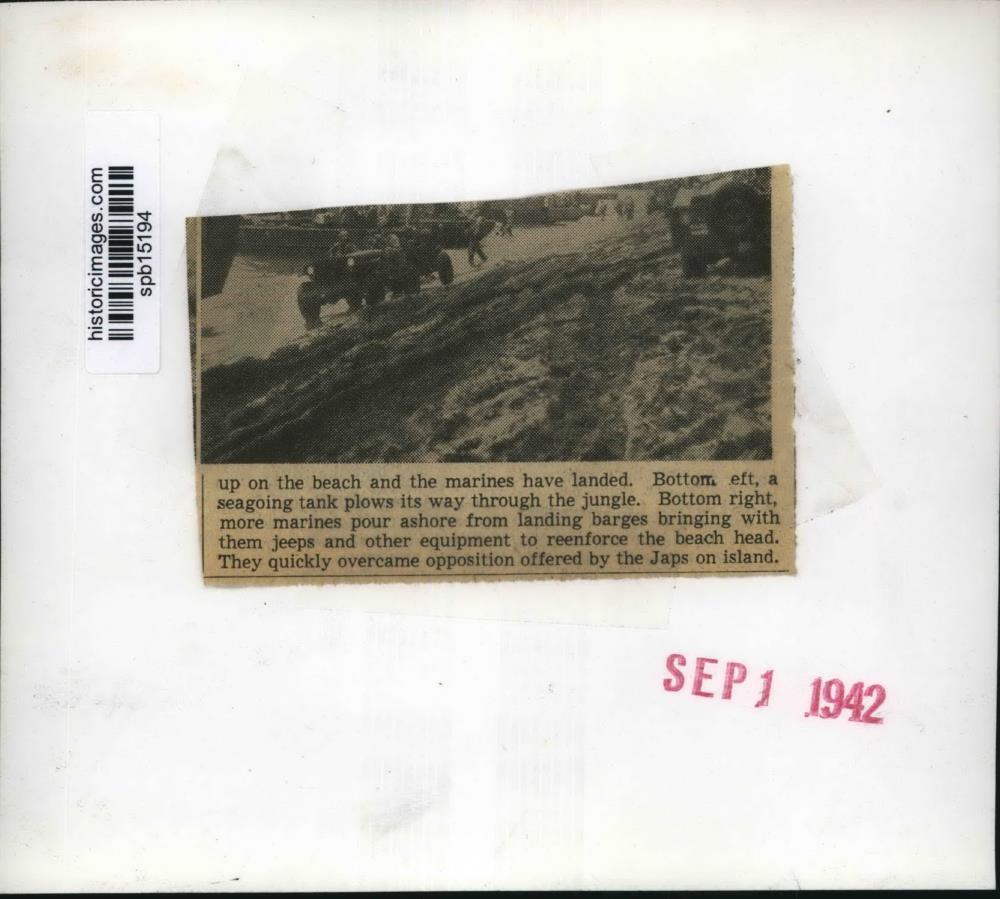 historicimages.com
spb15194
up on the beach and the marines have landed. Bottom eft, a
seagoing tank plows its way through the jungle. Bottom right,
more marines pour ashore from landing barges bringing with
them jeeps and other equipment to reenforce the beach head.
They quickly overcame opposition offered by the Japs on island.
SEP 1 1942